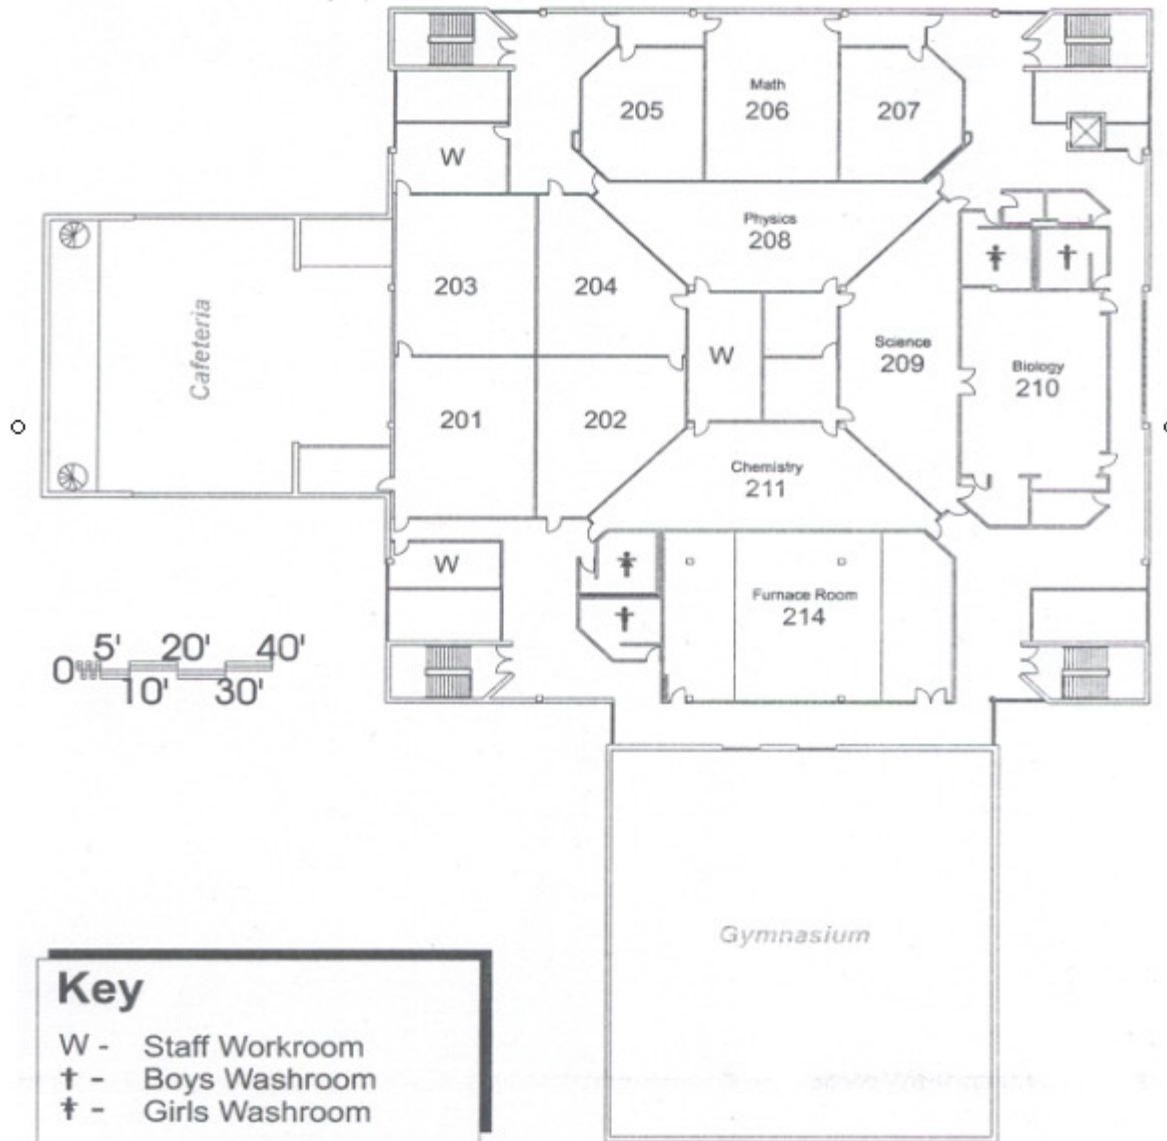 Math
205
206
207
W
Physics
208
203
204
Cafeteria
W
Science
209
Biology
210
201
202
Chemistry
211
W
Furnace Room
214
0 5' 20' 40'
10' 30'
Gymnasium
Key
W - Staff Workroom
† - Boys Washroom
- Girls Washroom